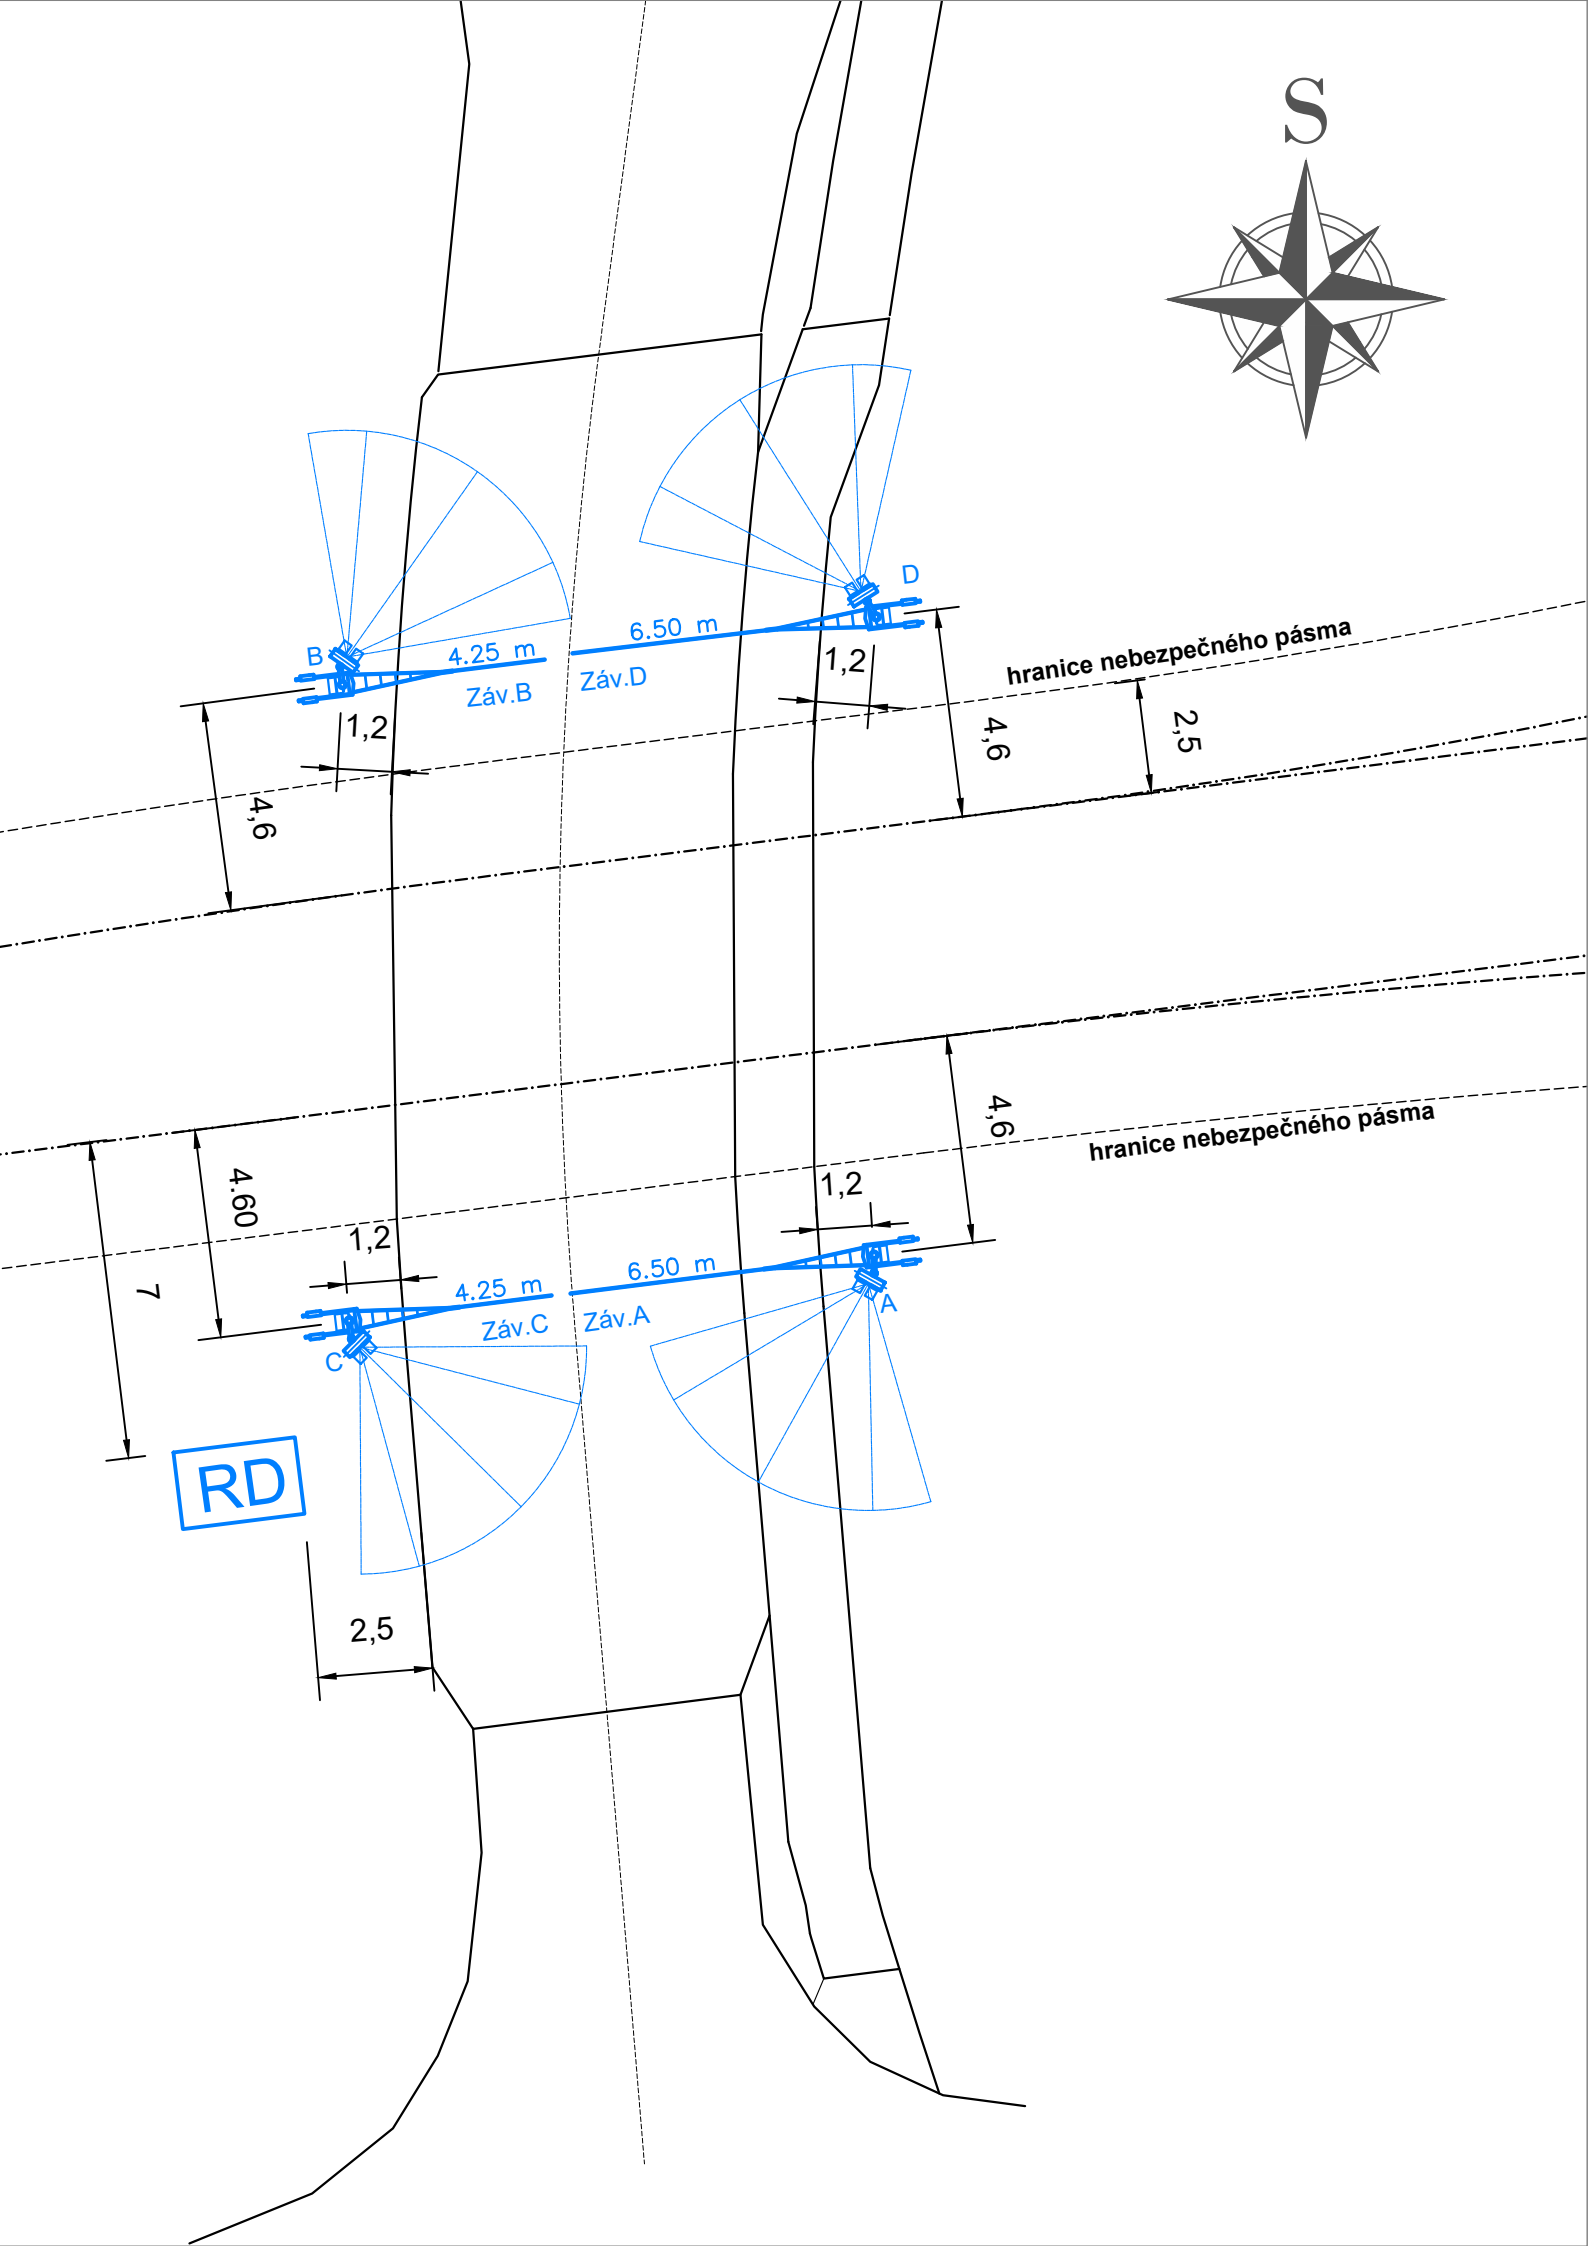 S
D
6.50 m
hranice nebezpečného pásma
B
4.25 m
Záv.B
Záv.D
1,2
1,2
4,6
2,5
4,6
4,6
hranice nebezpečného pásma
4.60
1,2
1,2
7
6.50 m
4.25 m
Záv.C
Záv.A
A
C
RD
2,5